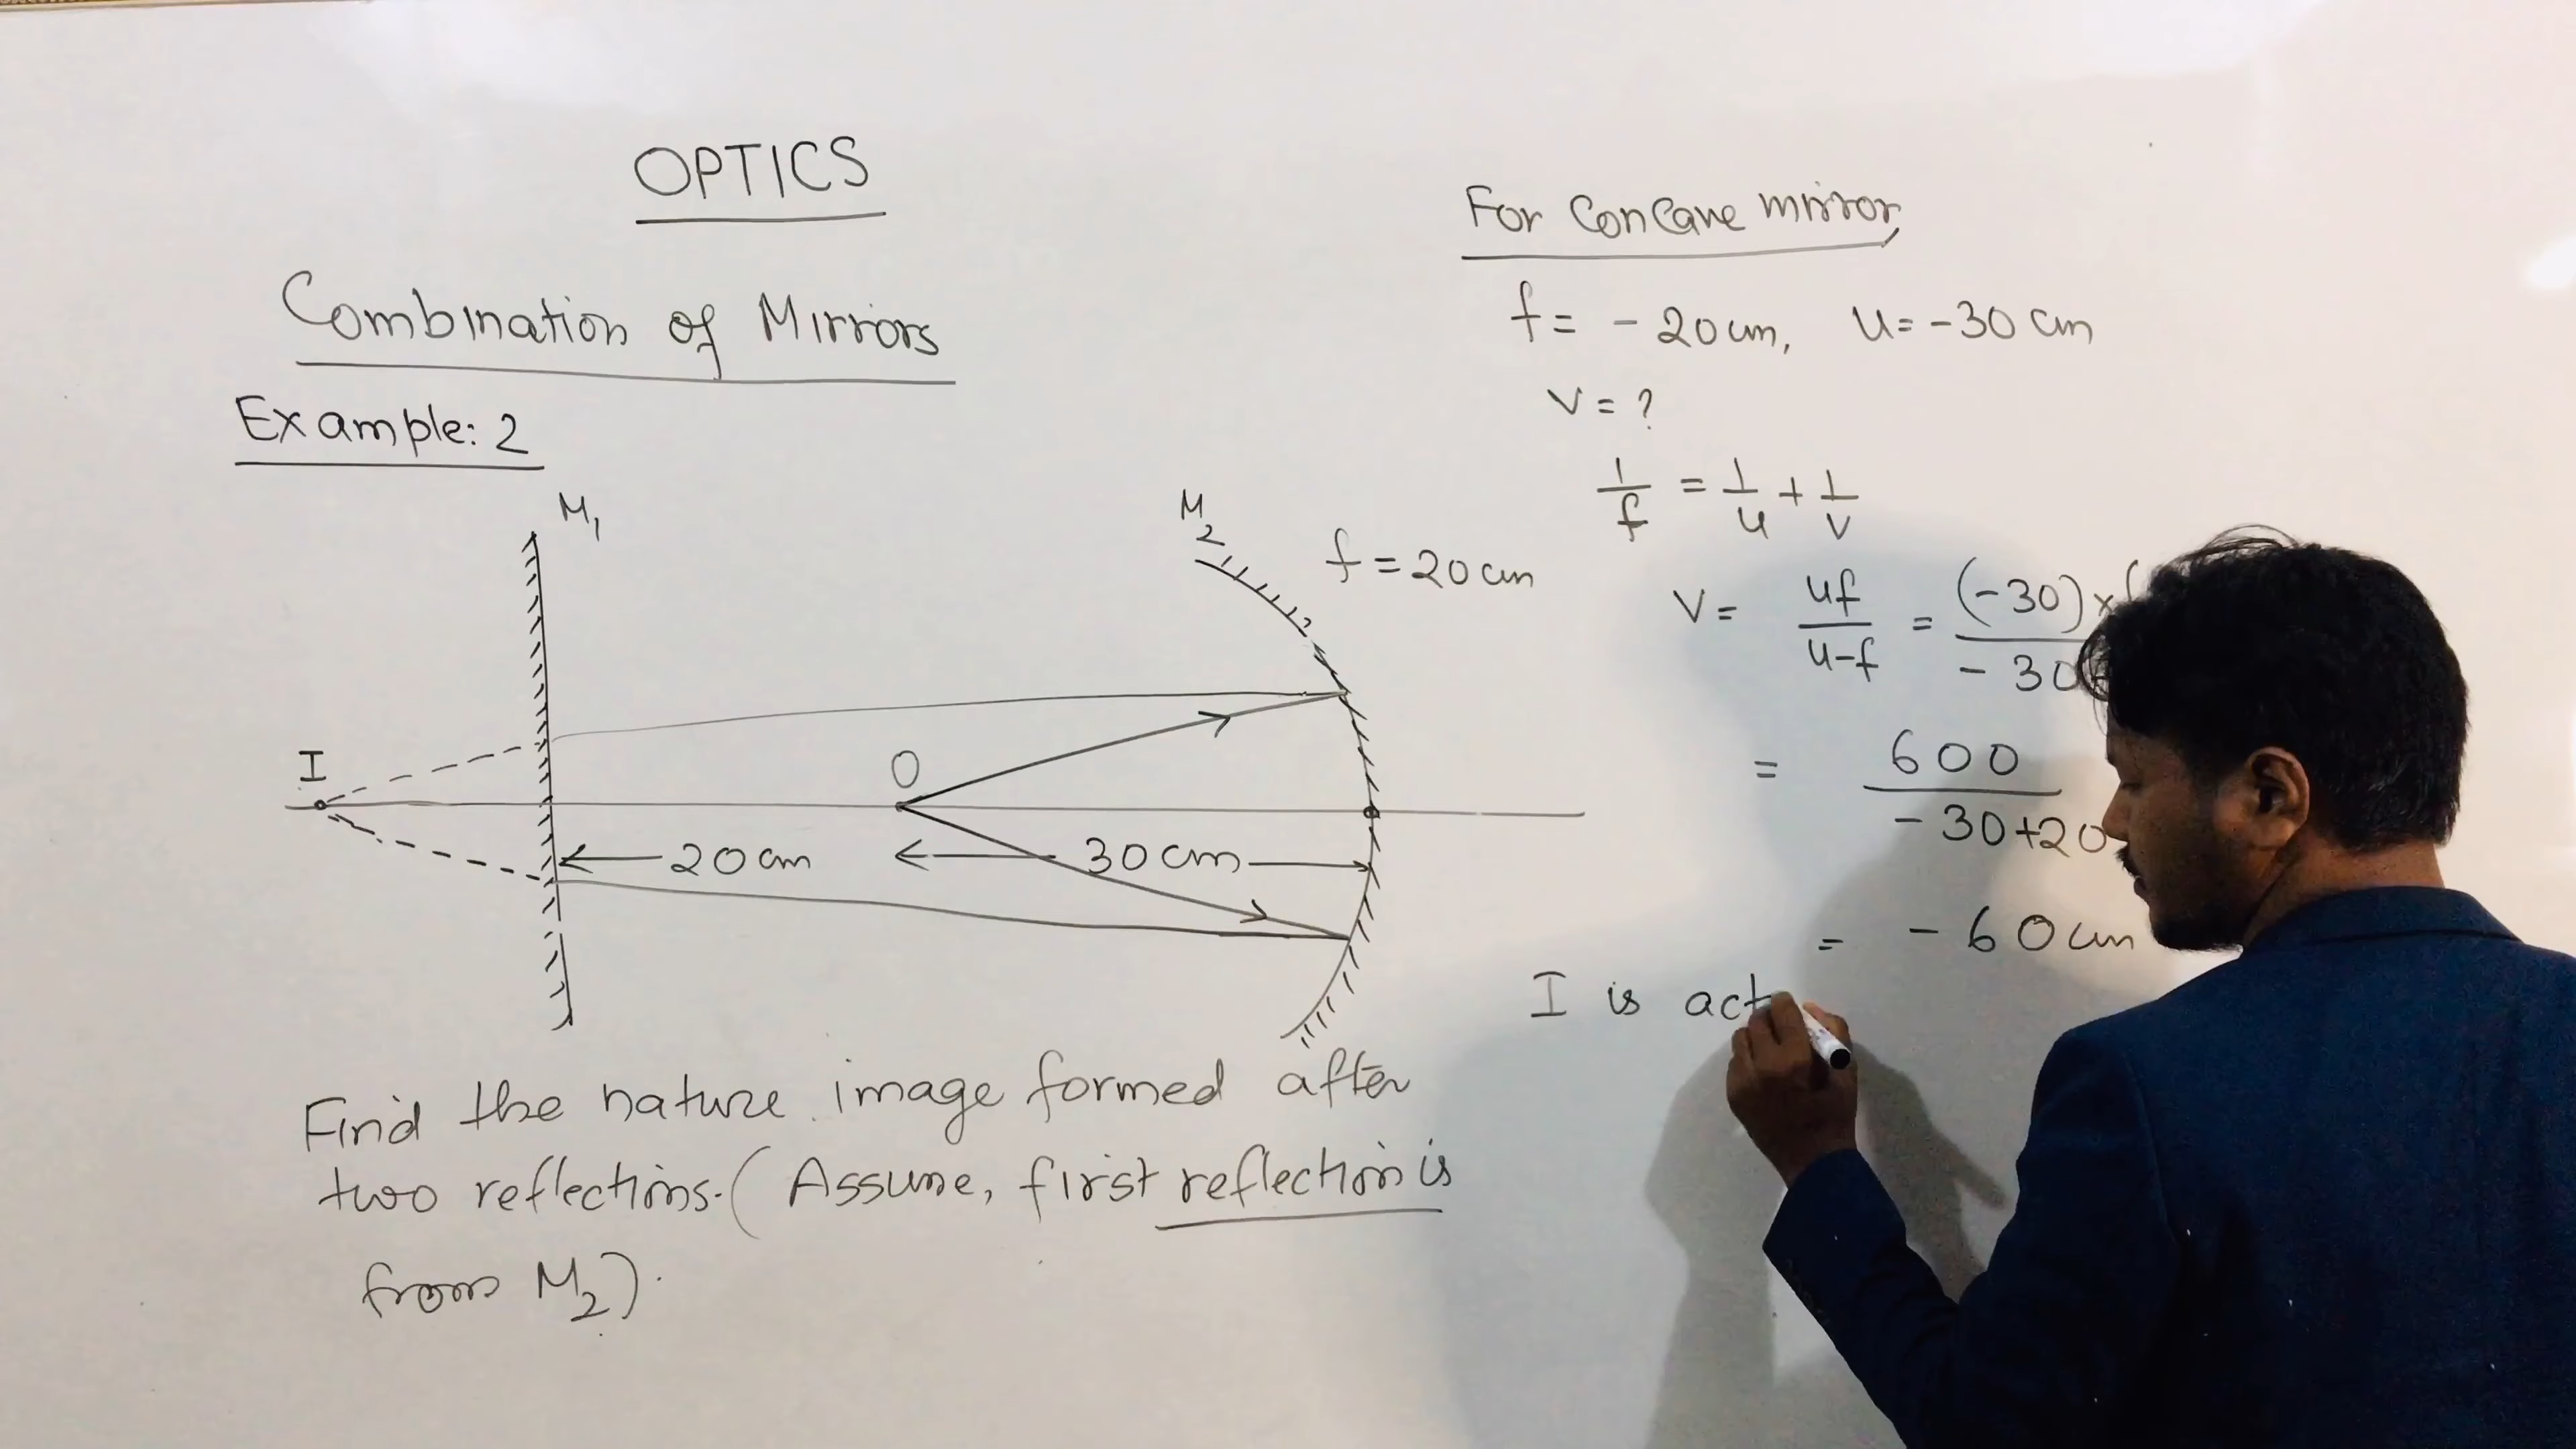 OPTICS
Combination of Mirrors
Example: 2
M₁
M₂
f = 20 cm
I
O
20 cm
30 cm
Find the nature image formed after
two reflections. (Assume, first reflection is
from M₂).
For Concave mirror,
f = - 20 cm, u = -30 cm
v = ?
1/f = 1/u + 1/v
v = uf/u-f = (-30)×(/-30
= 600/-30+20
= - 60 cm
I is act